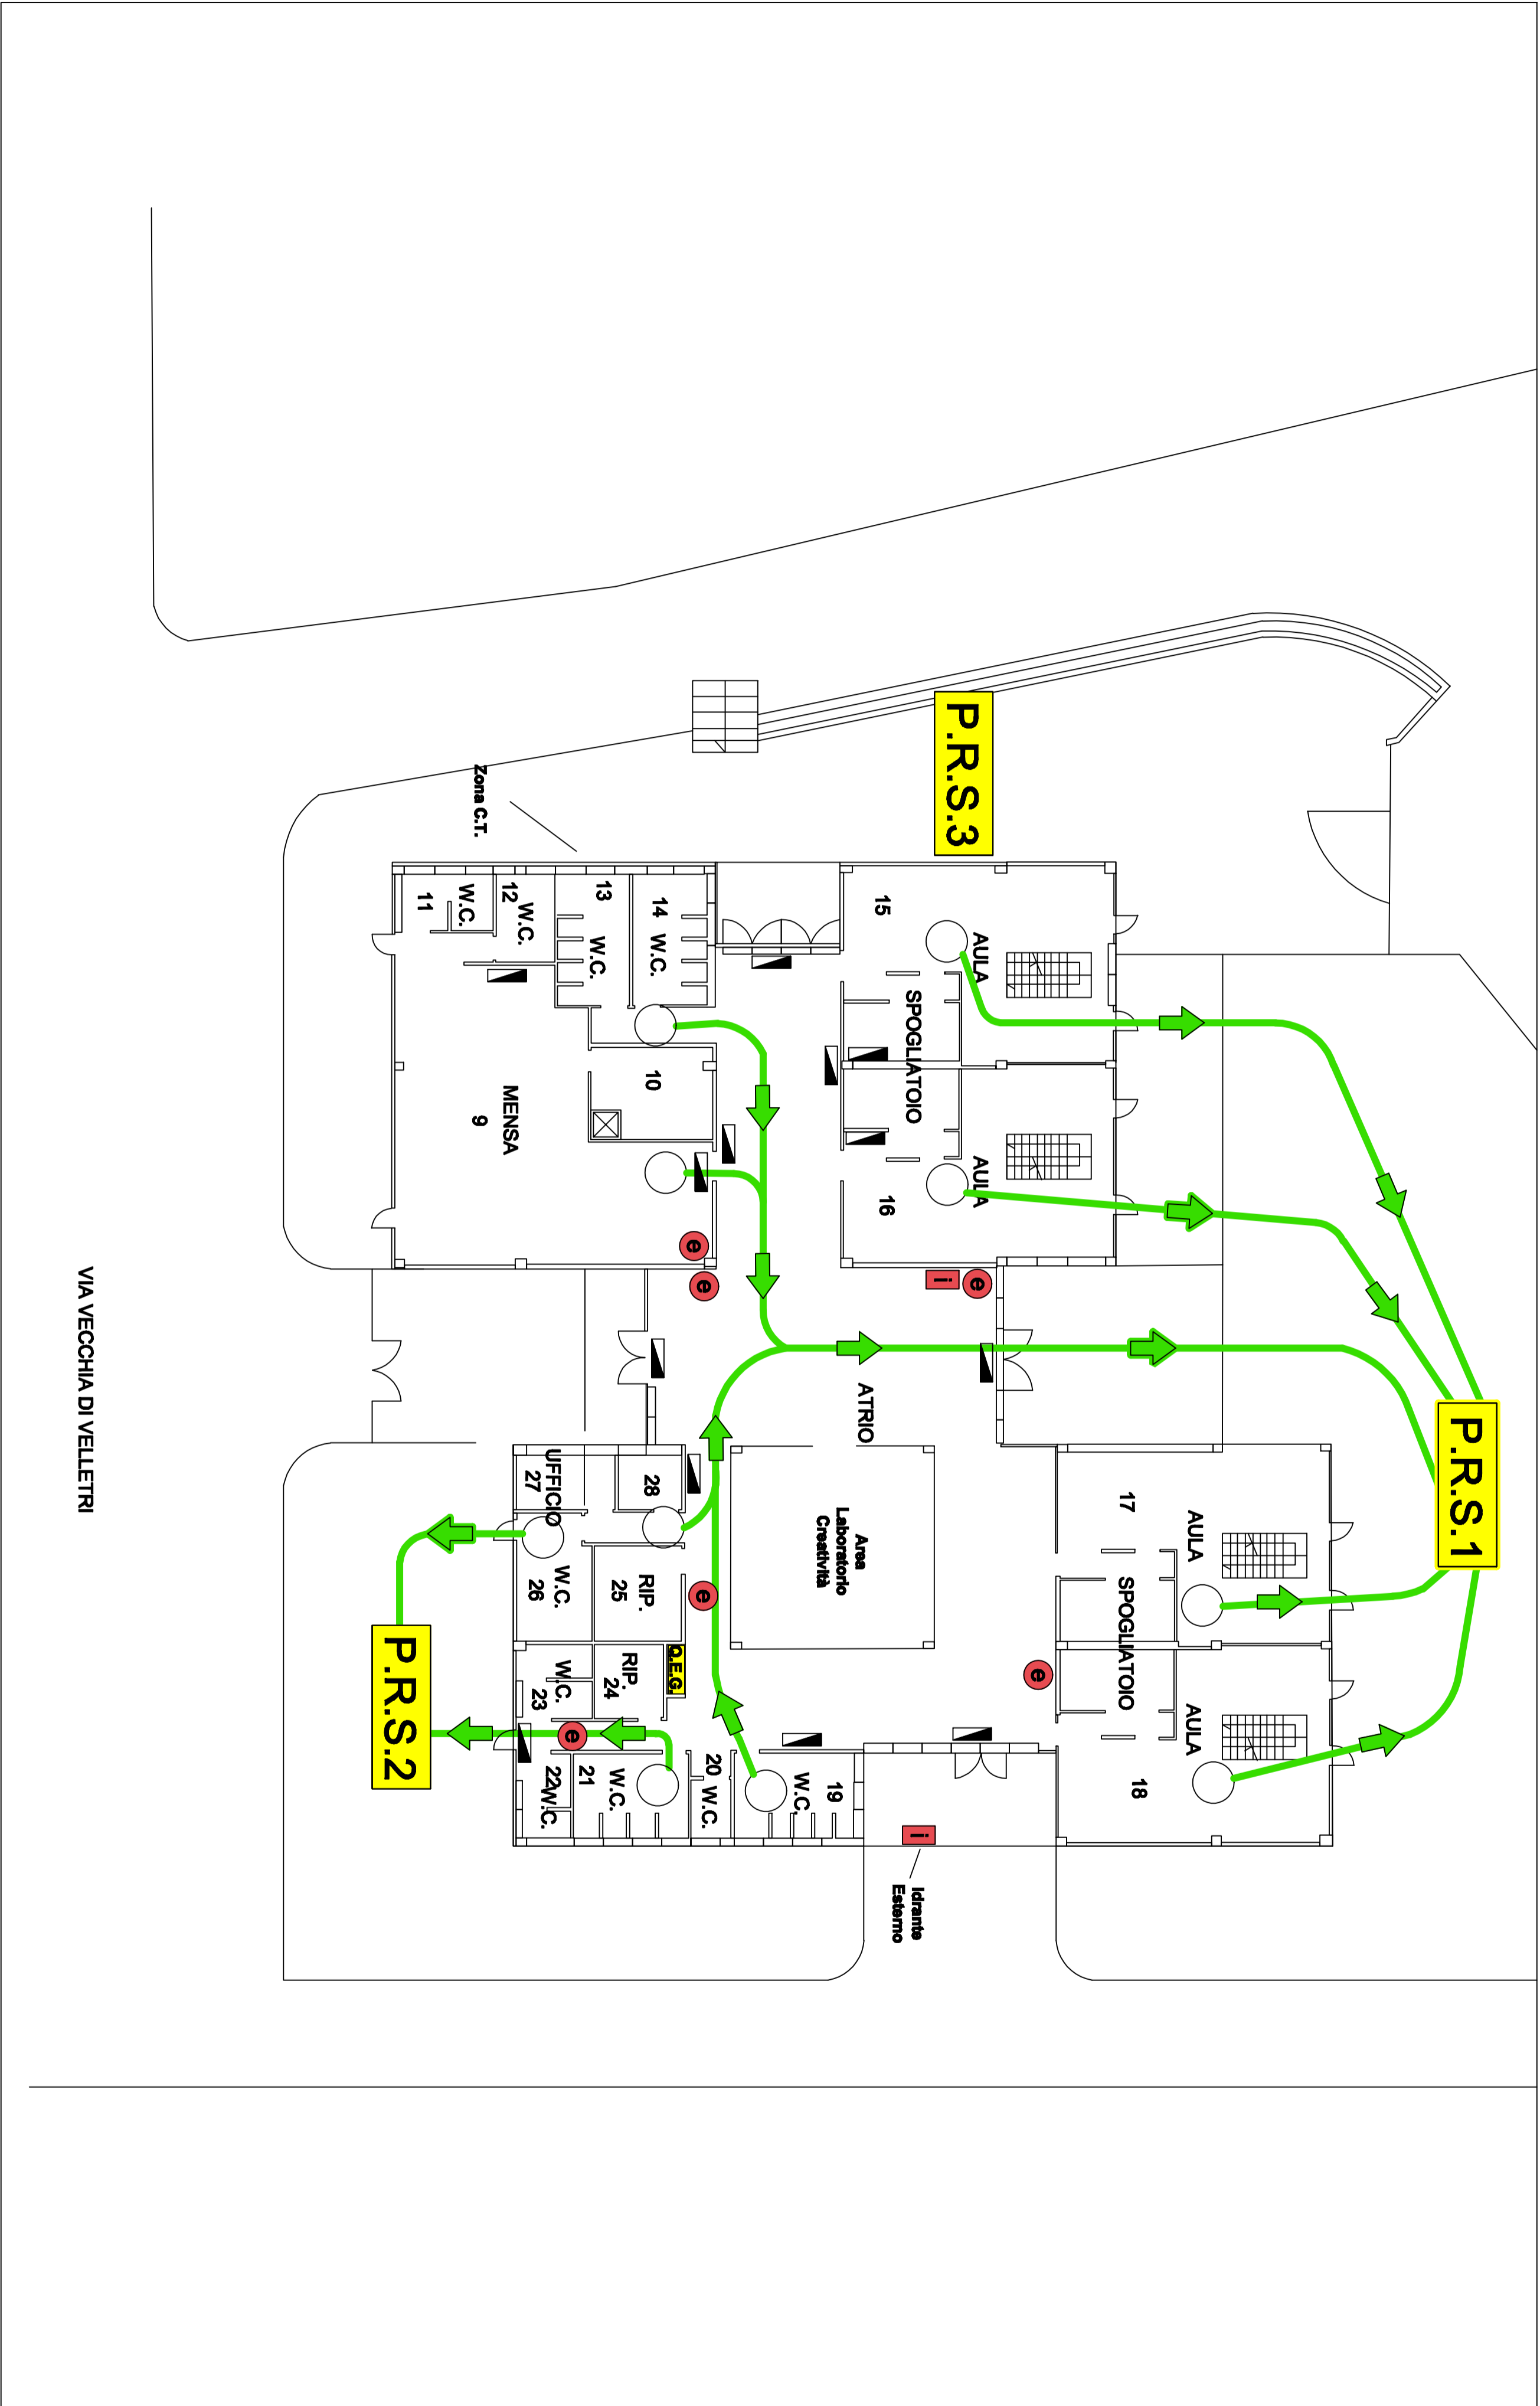 P.R.S.1
P.R.S.3
15
AULA
SPOGLIATOIO
AULA
16
i
e
17
AULA
SPOGLIATOIO
AULA
18
e
ATRIO
Area
Laboratorio
Creatività
Idrante
Esterno
i
Zona C.T.
11
W.C.
12
W.C.
13
W.C.
14
W.C.
10
MENSA
9
e
e
UFFICIO
27
28
W.C.
26
RIP.
25
e
Q.E.G.
RIP.
24
W.C.
23
e
22
W.C.
21
W.C.
20
W.C.
19
W.C.
P.R.S.2
VIA VECCHIA DI VELLETRI